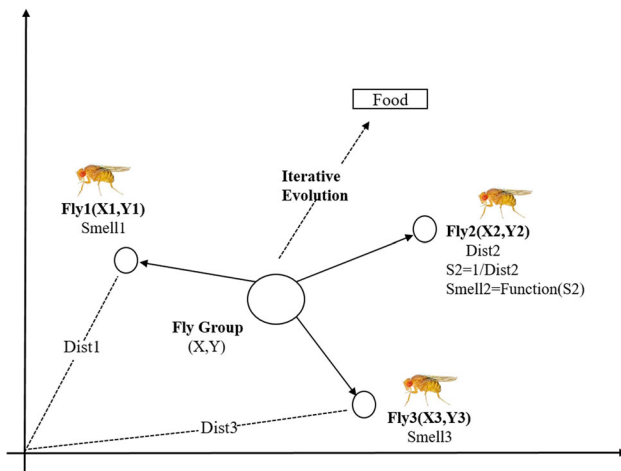 Food
Iterative
Evolution
Fly1(X1,Y1)
Smell1
Fly2(X2,Y2)
Dist2
S2=1/Dist2
Smell2=Function(S2)
Fly Group
(X,Y)
Dist1
Dist3
Fly3(X3,Y3)
Smell3